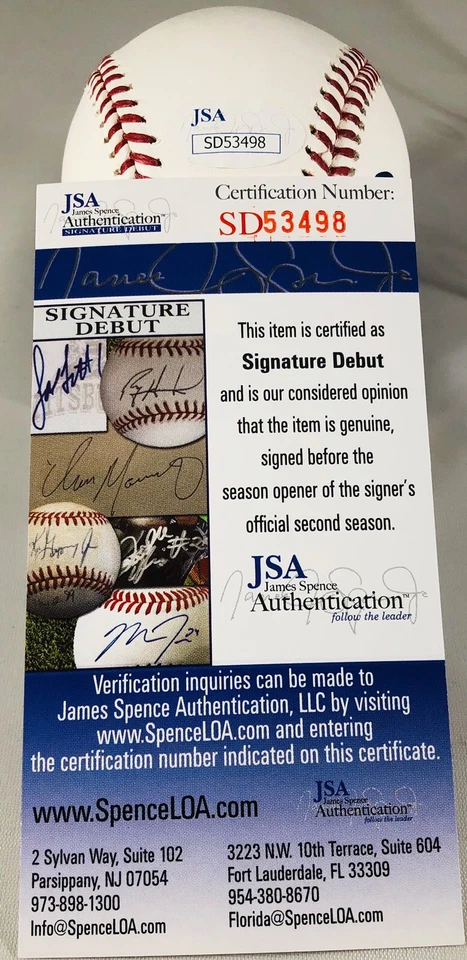 JSA
SD53498
JSA
James Spence
Authentication™
SIGNATURE DEBUT
Certification Number:
SD53498
SIGNATURE
DEBUT
This item is certified as
Signature Debut
and is our considered opinion
that the item is genuine,
signed before the
season opener of the signer's
official second season.
JSA
James Spence
Authentication™
follow the leader
Verification inquiries can be made to
James Spence Authentication, LLC by visiting
www.SpenceLOA.com and entering
the certification number indicated on this certificate.
www.SpenceLOA.com
JSA
James Spence
Authentication™
follow the leader
2 Sylvan Way, Suite 102
Parsippany, NJ 07054
973-898-1300
Info@SpenceLOA.com
3223 N.W. 10th Terrace, Suite 604
Fort Lauderdale, FL 33309
954-380-8670
Florida@SpenceLOA.com